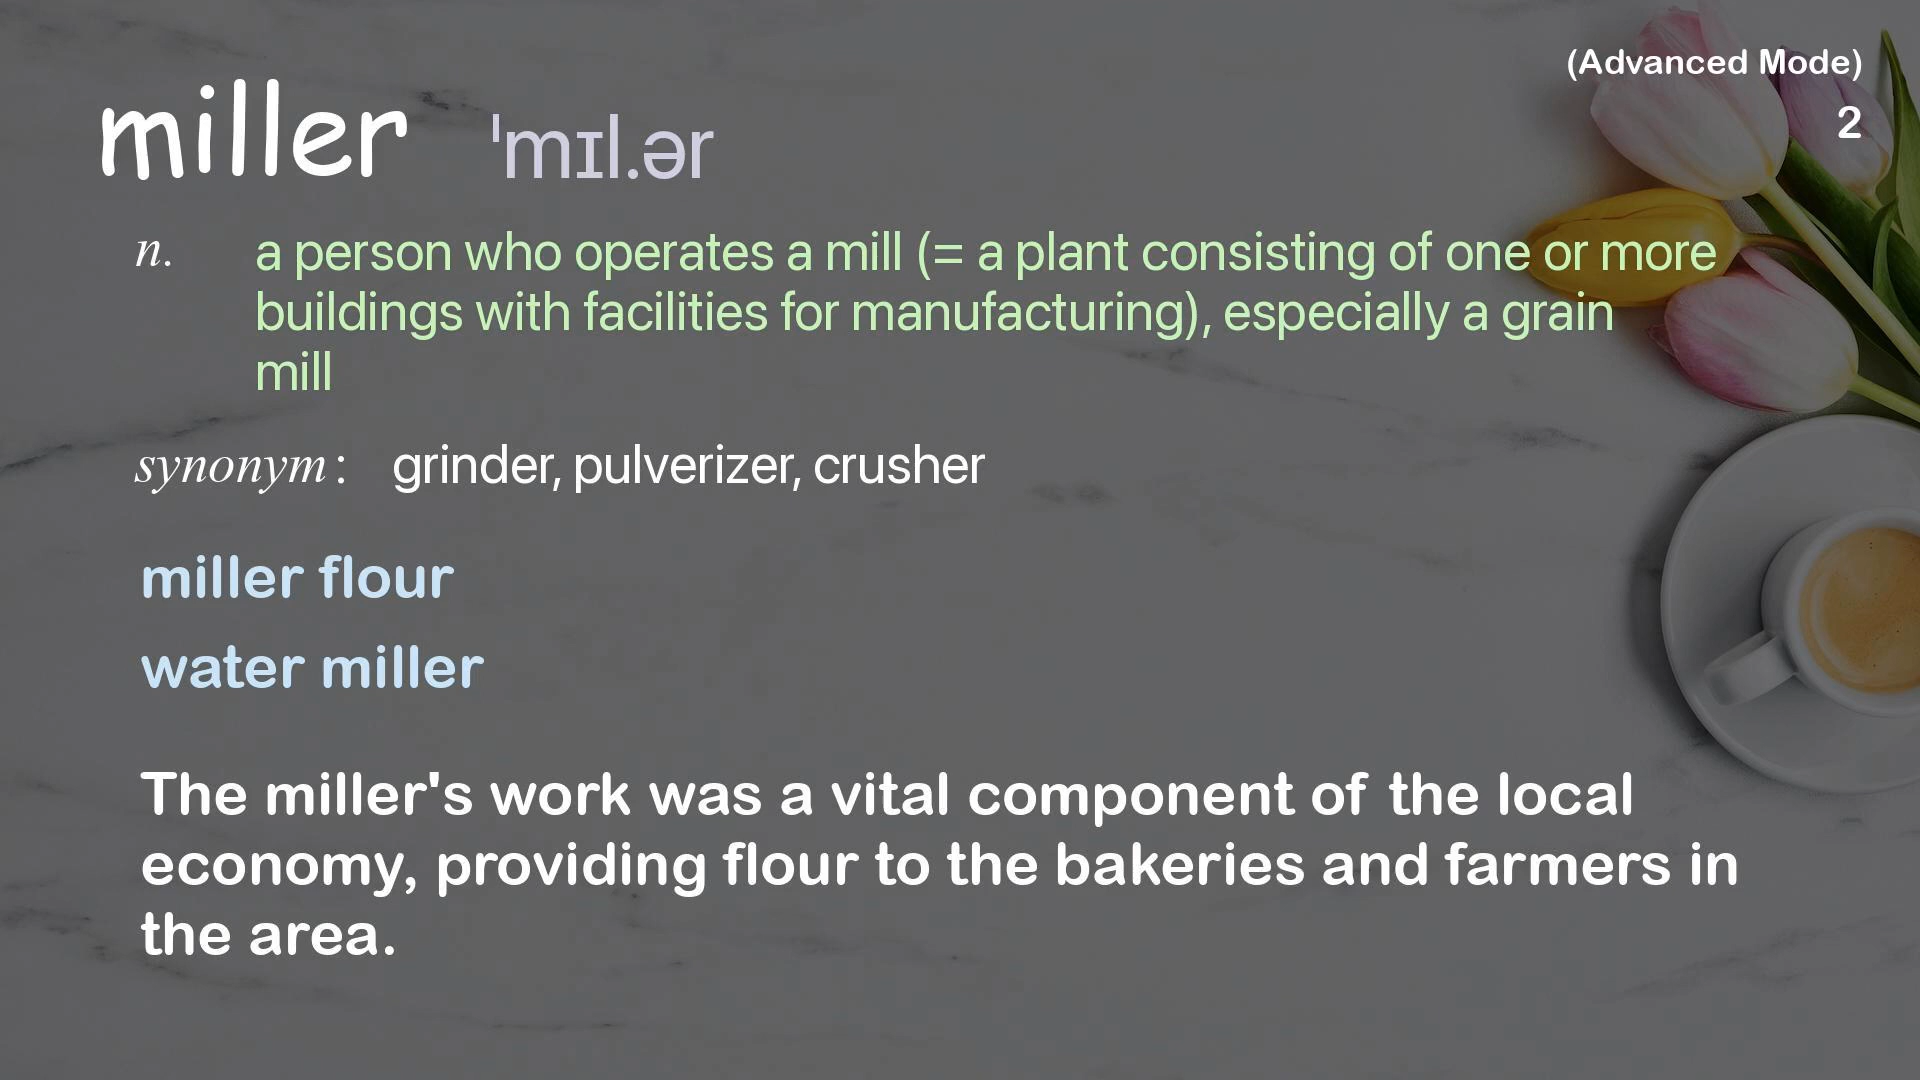 (Advanced Mode)
2
miller ˈmɪl.ər
n. a person who operates a mill (= a plant consisting of one or more
buildings with facilities for manufacturing), especially a grain
mill
synonym : grinder, pulverizer, crusher
miller flour
water miller
The miller's work was a vital component of the local
economy, providing flour to the bakeries and farmers in
the area.